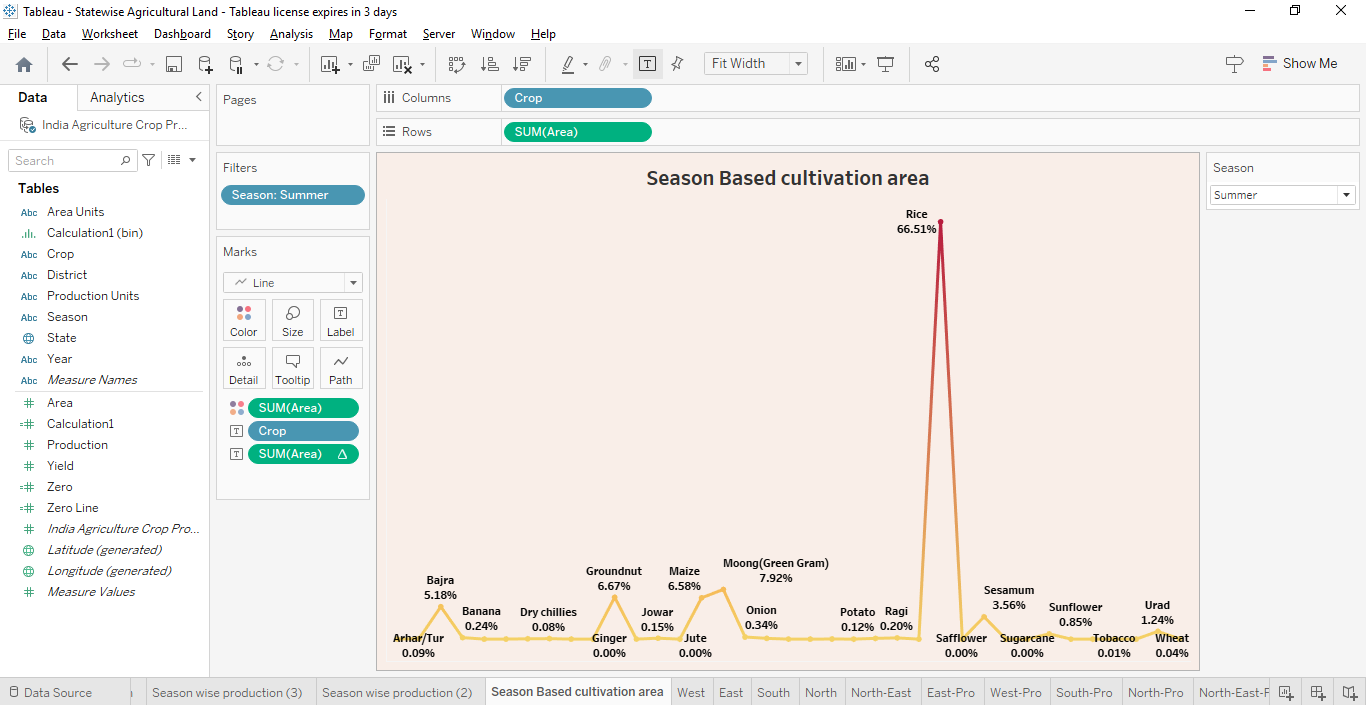 Tableau - Statewise Agricultural Land - Tableau license expires in 3 days
File Data Worksheet Dashboard Story Analysis Map Format Server Window Help
Fit Width
Show Me
Data Analytics
India Agriculture Crop Pr...
Search
Tables
Abc Area Units
Calculation1 (bin)
Abc Crop
Abc District
Abc Production Units
Abc Season
State
Abc Year
Abc Measure Names
Area
Calculation1
Production
Yield
Zero
Zero Line
India Agriculture Crop Pro...
Latitude (generated)
Longitude (generated)
Measure Values
Pages
Filters
Season: Summer
Marks
Line
Color Size Label
Detail Tooltip Path
SUM(Area)
Crop
SUM(Area) Δ
Columns Crop
Rows SUM(Area)
Season Based cultivation area
Rice
66.51%
Bajra
5.18%
Banana
0.24%
Arhar/Tur
0.09%
Dry chillies
0.08%
Groundnut
6.67%
Ginger
0.00%
Jowar
0.15%
Maize
6.58%
Jute
0.00%
Moong(Green Gram)
7.92%
Onion
0.34%
Potato
0.12%
Ragi
0.20%
Safflower
0.00%
Sesamum
3.56%
Sugarcane
0.00%
Sunflower
0.85%
Tobacco
0.01%
Urad
1.24%
Wheat
0.04%
Season
Summer
Data Source Season wise production (3) Season wise production (2) Season Based cultivation area West East South North North-East East-Pro West-Pro South-Pro North-Pro North-East-P